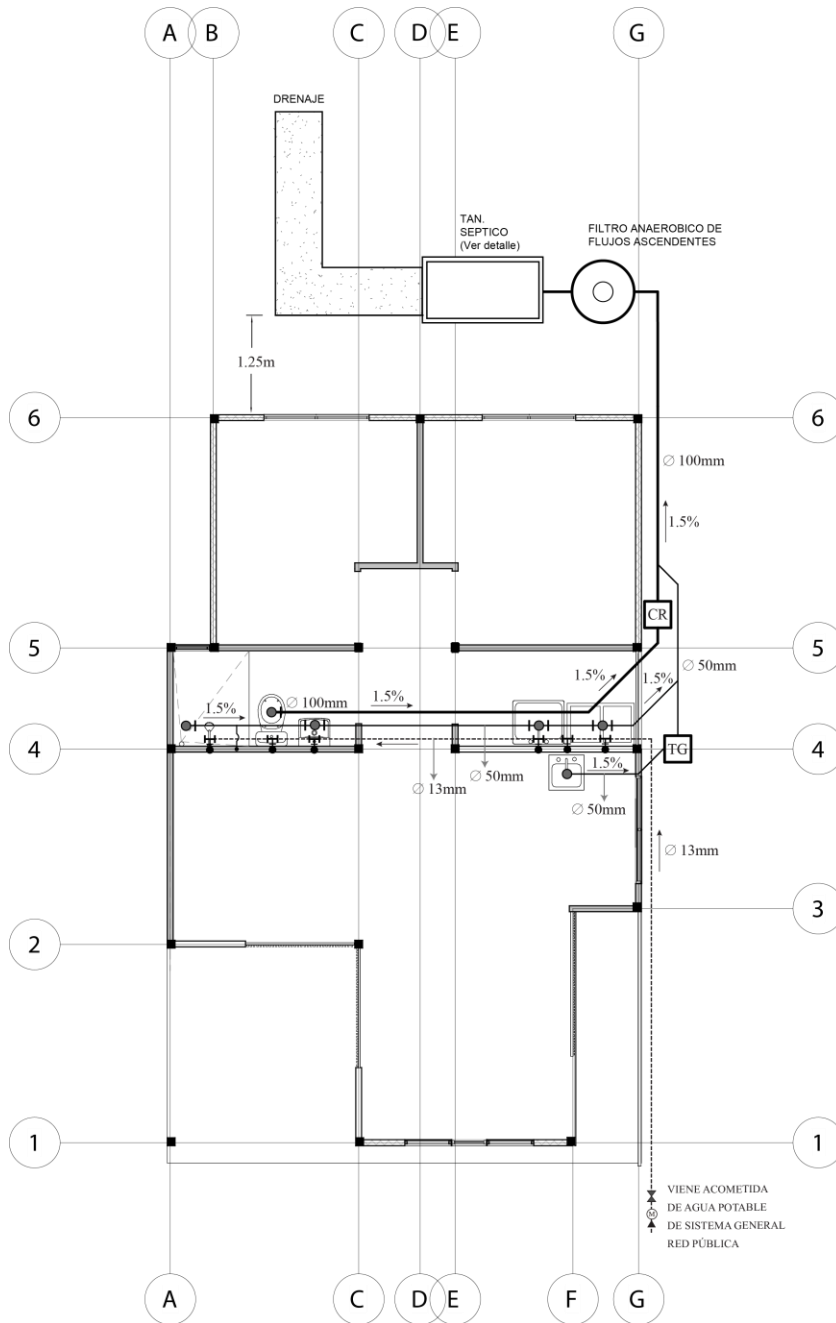 A
B
C
D
E
G
DRENAJE
TAN.
SEPTICO
(Ver detalle)
FILTRO ANAEROBICO DE
FLUJOS ASCENDENTES
1.25m
6
6
∅ 100mm
1.5%
CR
5
5
1.5%
∅ 50mm
1.5%
1.5%
∅ 100mm
1.5%
4
4
TG
∅ 13mm
∅ 50mm
1.5%
∅ 50mm
∅ 13mm
3
2
1
1
M
VIENE ACOMETIDA
DE AGUA POTABLE
DE SISTEMA GENERAL
RED PÚBLICA
A
C
D
E
F
G